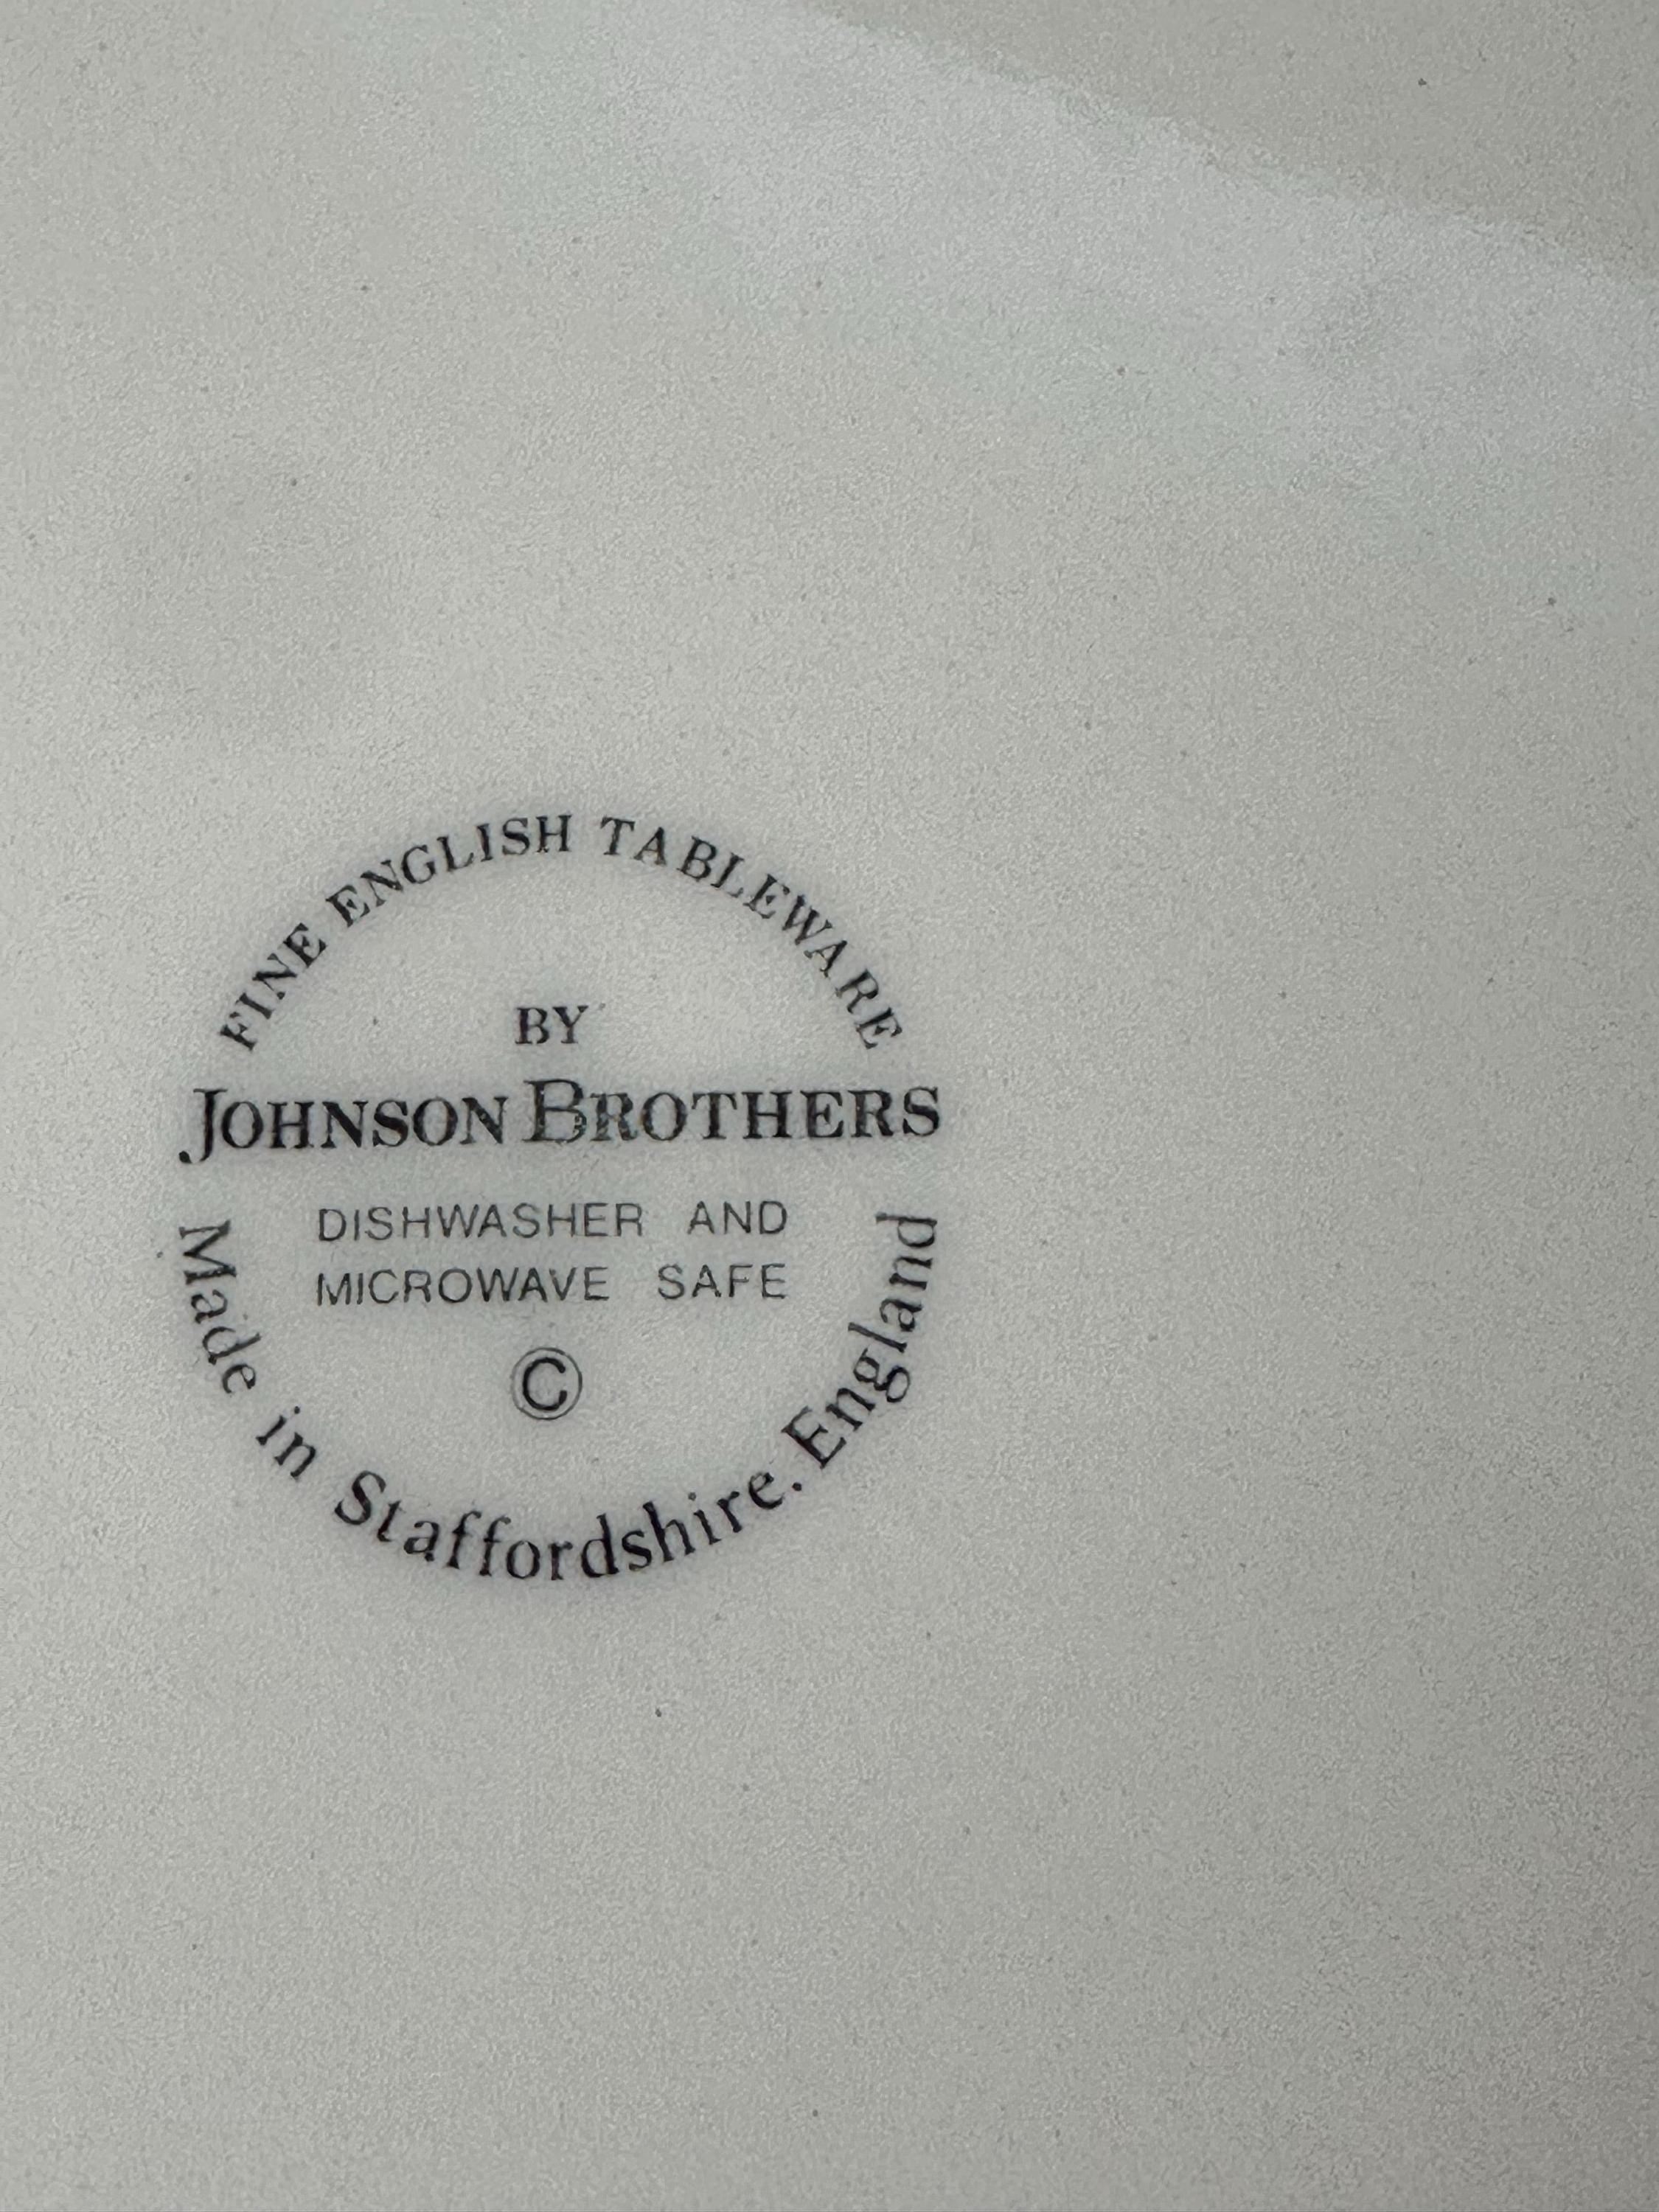 FINE ENGLISH TABLEWARE
BY
JOHNSON BROTHERS
DISHWASHER AND
MICROWAVE SAFE
©
Made in Staffordshire. England